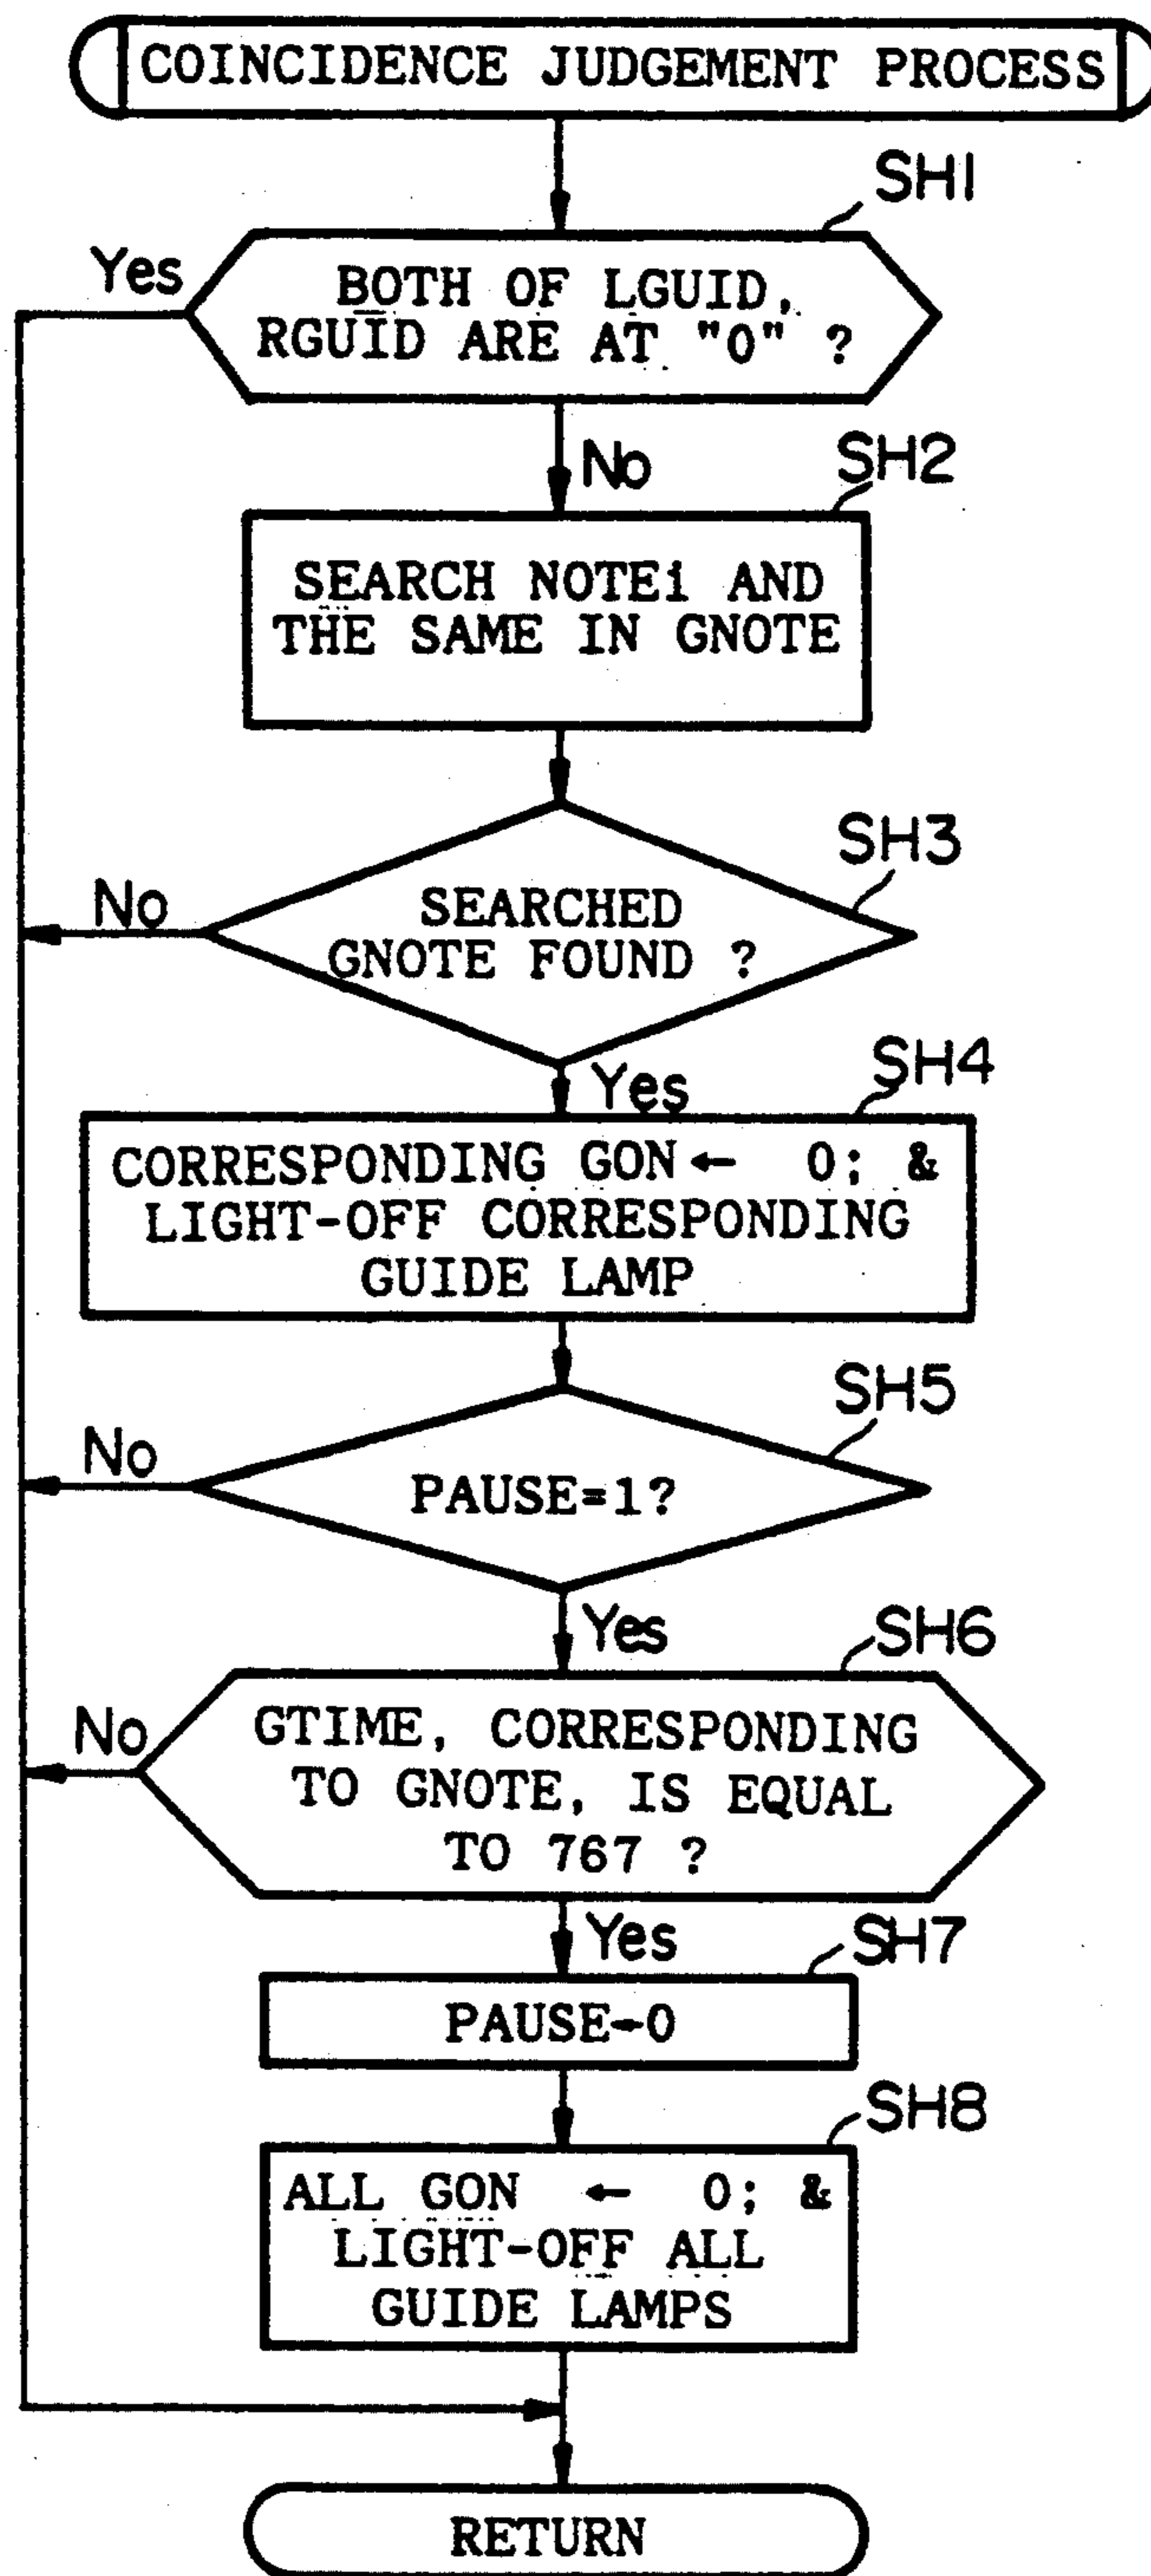 COINCIDENCE JUDGEMENT PROCESS
SH1
Yes
BOTH OF LGUID,
RGUID ARE AT "0" ?
No
SH2
SEARCH NOTEi AND
THE SAME IN GNOTE
SH3
No
SEARCHED
GNOTE FOUND ?
Yes
SH4
CORRESPONDING GON ← 0; &
LIGHT-OFF CORRESPONDING
GUIDE LAMP
SH5
No
PAUSE=1?
Yes
SH6
No
GTIME, CORRESPONDING
TO GNOTE, IS EQUAL
TO 767 ?
Yes
SH7
PAUSE←0
SH8
ALL GON ← 0; &
LIGHT-OFF ALL
GUIDE LAMPS
RETURN